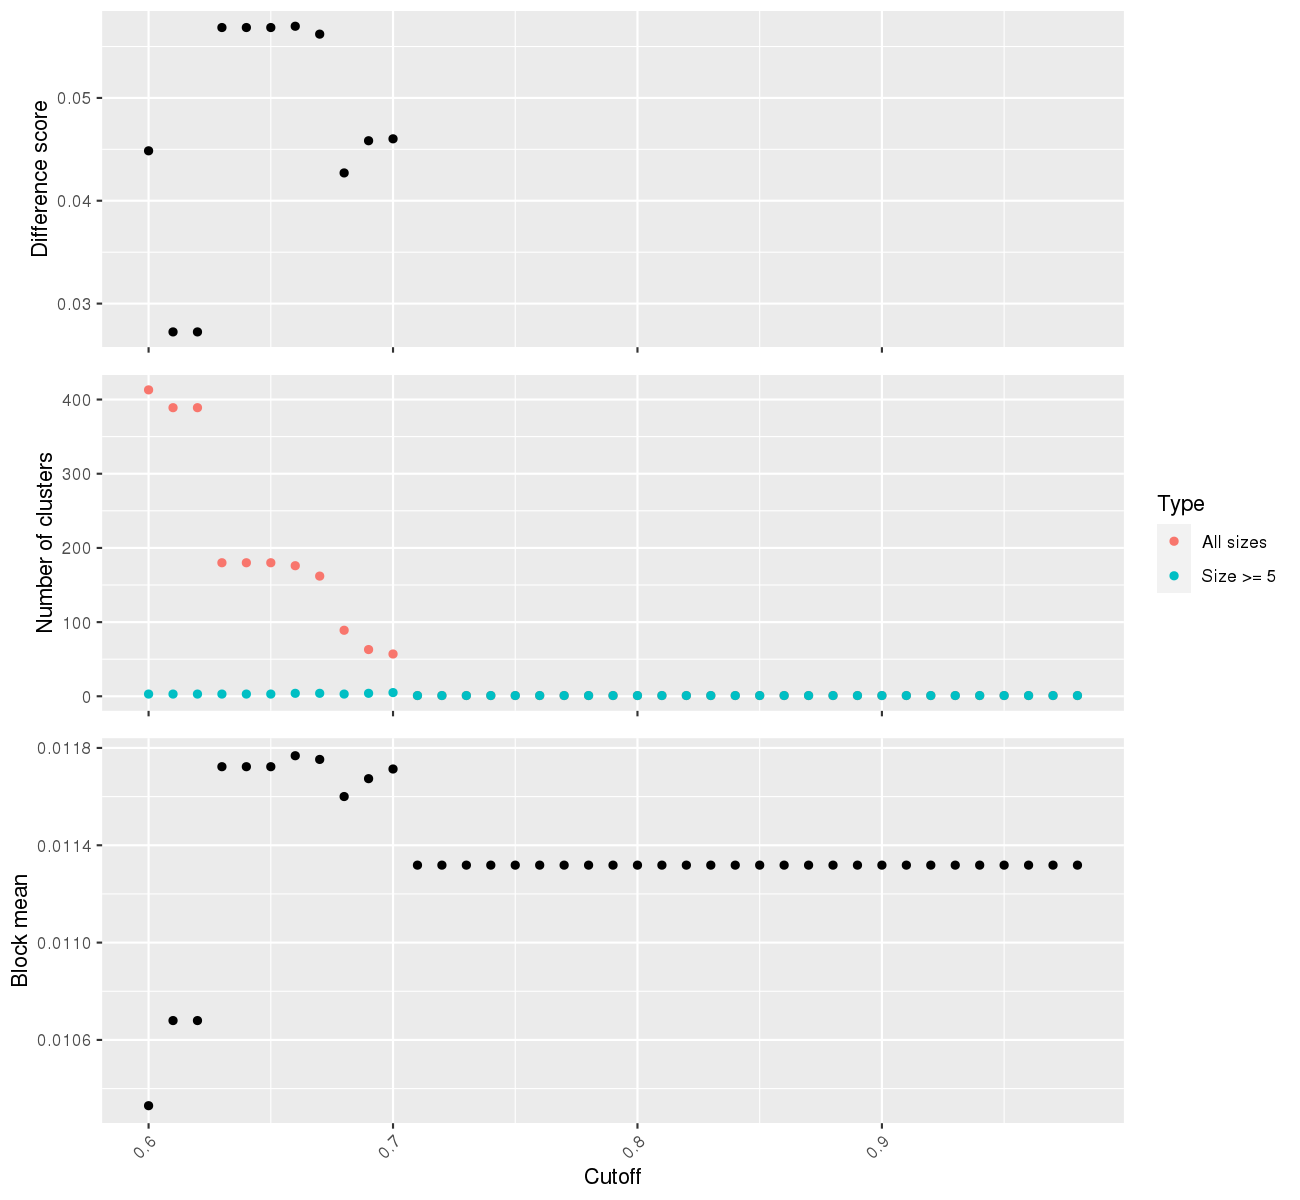 Difference score
0.05
0.04
0.03
Number of clusters
400
300
200
100
0
Type
All sizes
Size >= 5
Block mean
0.0118
0.0114
0.0110
0.0106
0.6
0.7
0.8
0.9
Cutoff